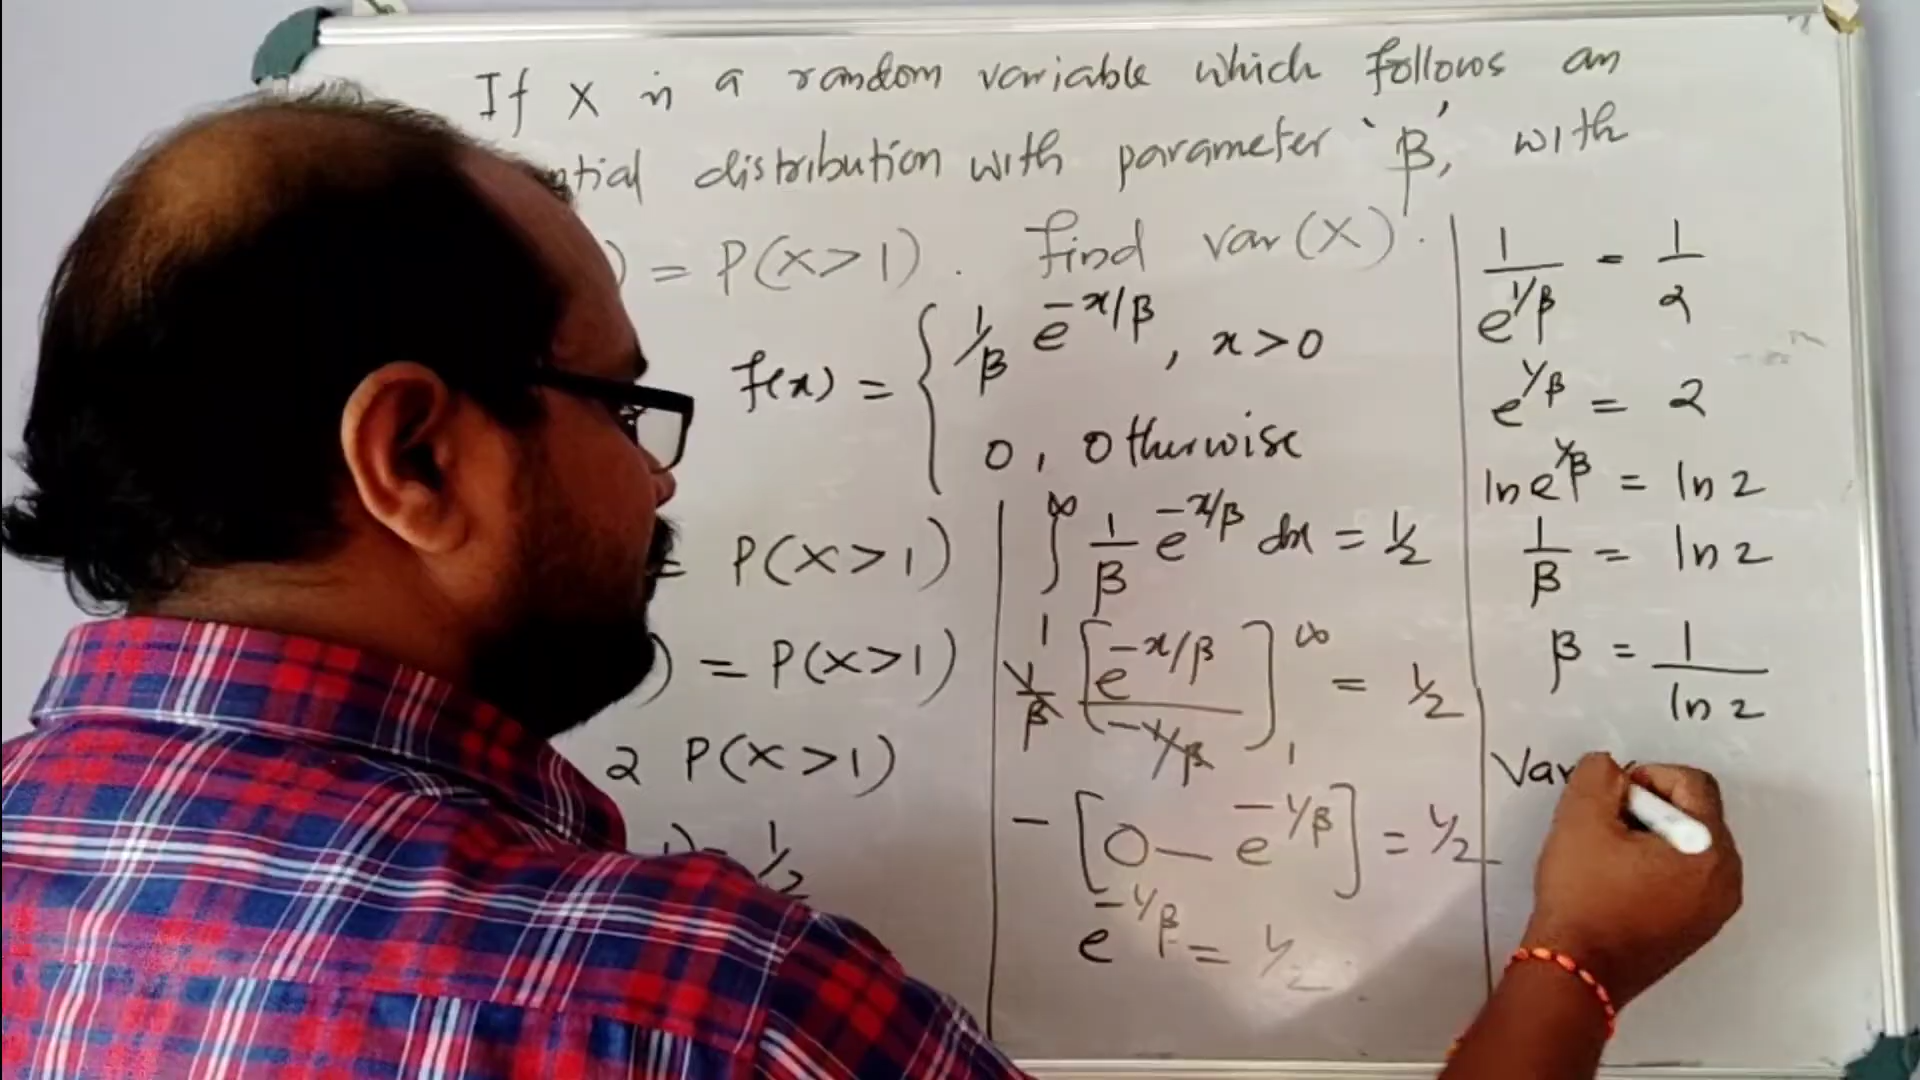 If X is a random variable which follows an
ntial distribution with parameter 'β', with
) = P(X>1). find var(X).
f(x) = { 1/β e^{-x/β}, x>0
0, otherwise
= P(X>1)
) = P(X>1)
2 P(X>1)
) = 1/2
∫_1^∞ 1/β e^{-x/β} dx = 1/2
1/β [e^{-x/β} / (-1/β)]_1^∞ = 1/2
- [0 - e^{-1/β}] = 1/2
e^{-1/β} = 1/2
1/e^{1/β} = 1/2
e^{1/β} = 2
ln e^{1/β} = ln 2
1/β = ln 2
β = 1/ln 2
Var